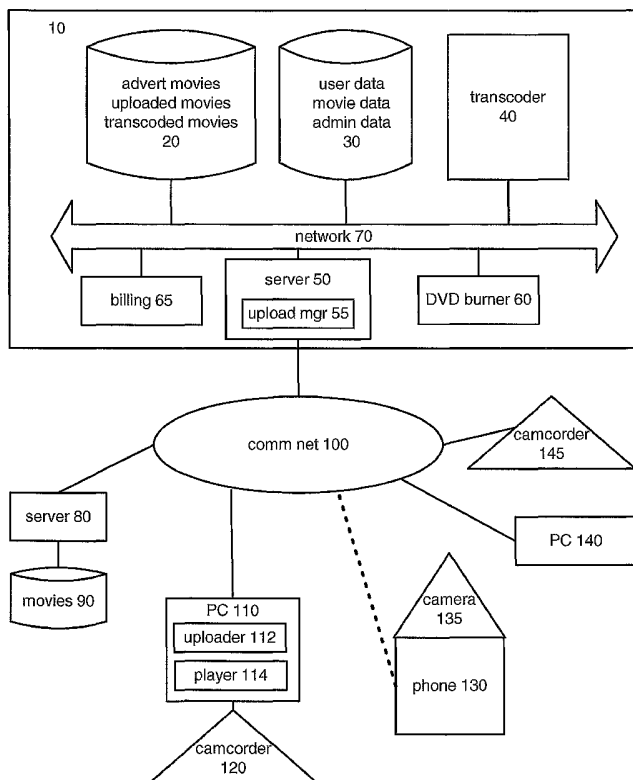 10
advert movies
uploaded movies
transcoded movies
20
user data
movie data
admin data
30
transcoder
40
network 70
billing 65
server 50
upload mgr 55
DVD burner 60
comm net 100
camcorder
145
server 80
PC 140
movies 90
PC 110
uploader 112
player 114
camera
135
phone 130
camcorder
120